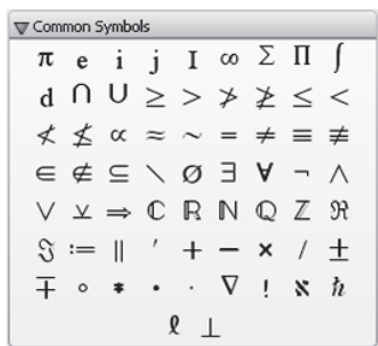 Common Symbols
π e i j I ∞ Σ Π ∫
d ∩ ∪ ≥ > ≯ ≱ ≤ <
≮ ≰ ∝ ≈ ~ = ≠ ≡ ≢
∈ ∉ ⊆ \ Ø ∃ ∀ ¬ ∧
∨ ⊻ ⇒ ℂ ℝ ℕ ℚ ℤ ℜ
ℑ := || ′ + − × / ±
∓ ∘ * • · ∇ ! ℵ ℏ
ℓ ⊥